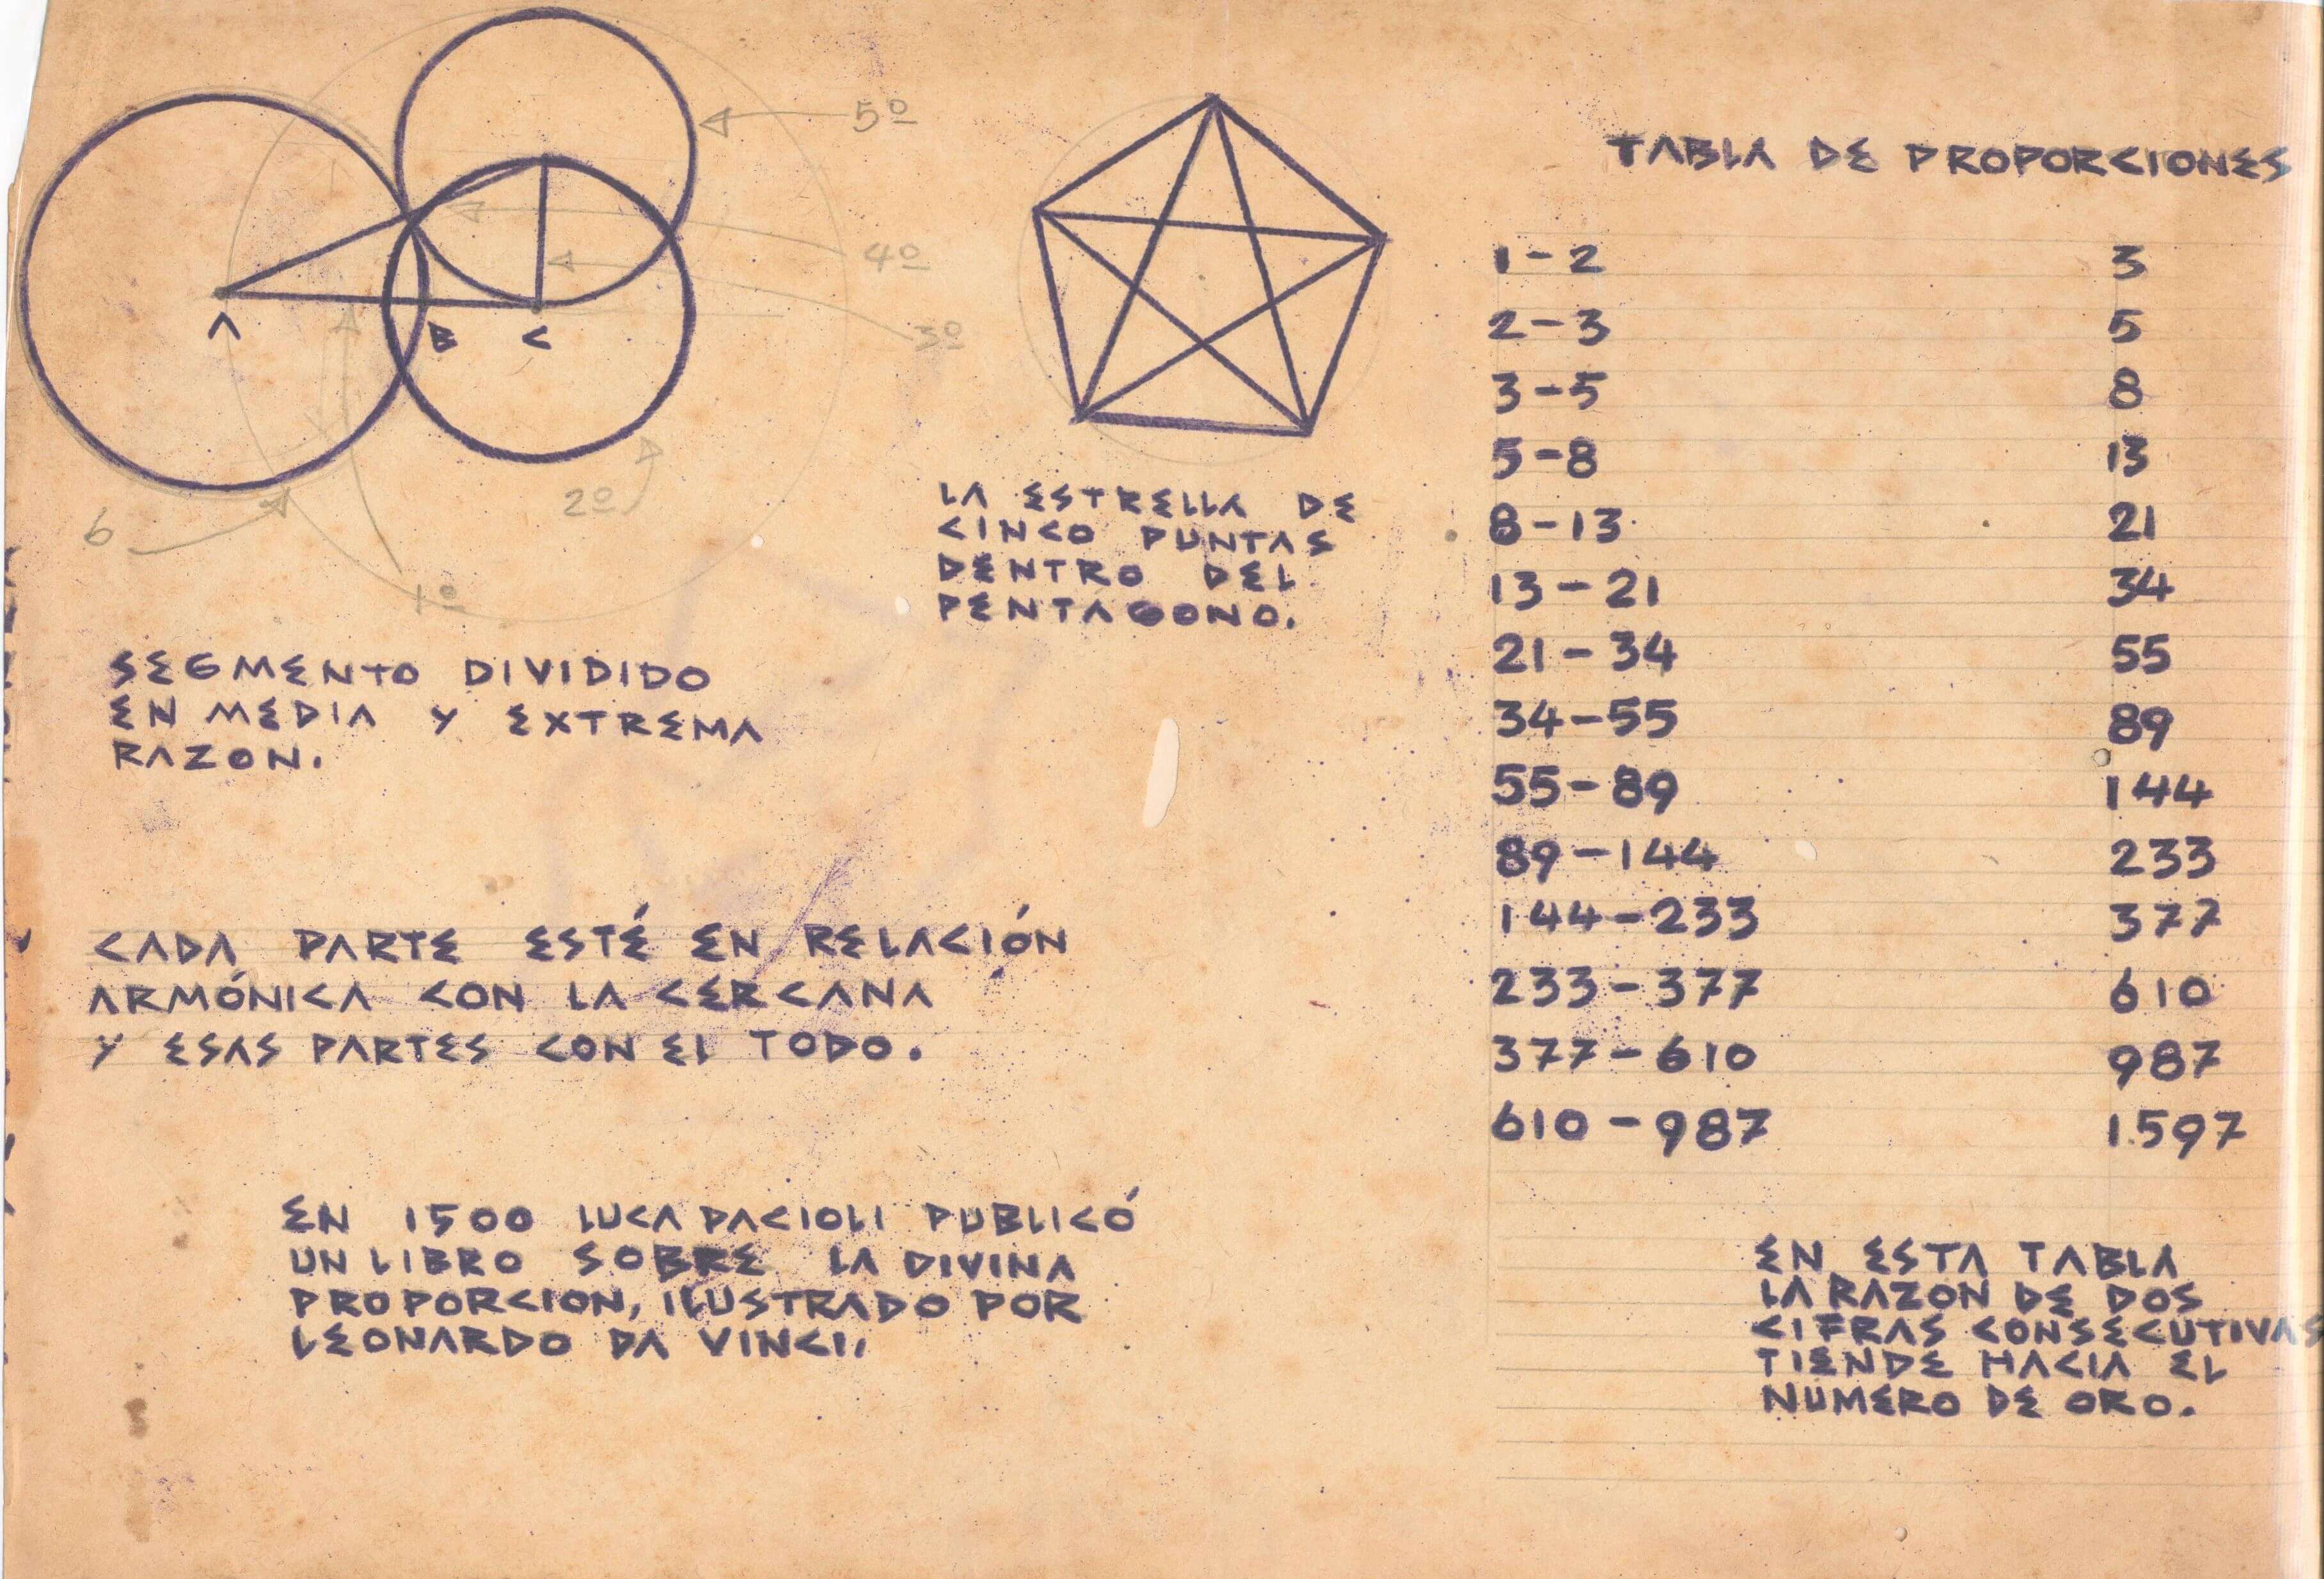 5º
4º
3º
A B C
2º
6
1º
SEGMENTO DIVIDIDO
EN MEDIA Y EXTREMA
RAZON.
LA ESTRELLA DE
CINCO PUNTAS
DENTRO DEL
PENTAGONO.
CADA PARTE ESTÉ EN RELACIÓN
ARMÓNICA CON LA CERCANA
Y ESAS PARTES CON EL TODO.
EN 1500 LUCA PACIOLI PUBLICÓ
UN LIBRO SOBRE LA DIVINA
PROPORCION, ILUSTRADO POR
LEONARDO DA VINCI.
TABLA DE PROPORCIONES
1-2 3
2-3 5
3-5 8
5-8 13
8-13 21
13-21 34
21-34 55
34-55 89
55-89 144
89-144 233
144-233 377
233-377 610
377-610 987
610-987 1.597
EN ESTA TABLA
LA RAZON DE DOS
CIFRAS CONSECUTIVAS
TIENDE HACIA EL
NUMERO DE ORO.